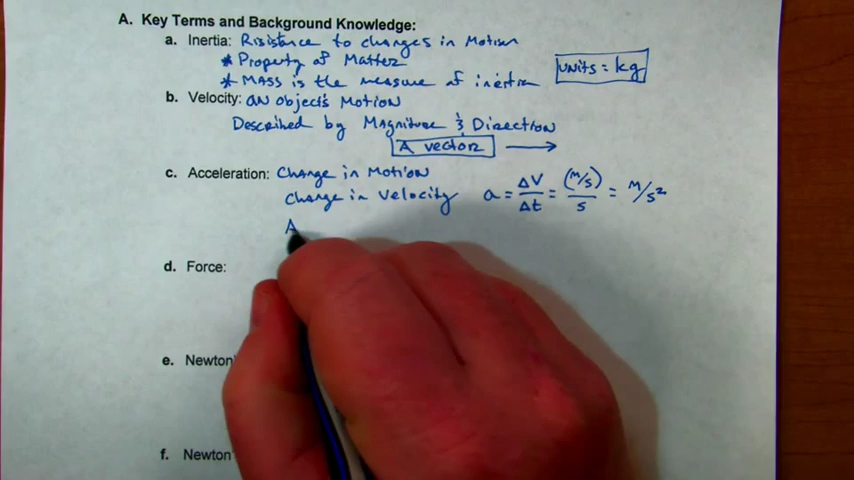 A. Key Terms and Background Knowledge:
a. Inertia: Risistance to changes in Motion
* Property of Matter
* MASS is the measure of inertia units = kg
b. Velocity: an object's Motion
Described by Magnitude & Direction
A vector
c. Acceleration: Change in Motion
Change in Velocity a = ΔV/Δt = (m/s)/s = m/s²
A
d. Force:
e. Newton
f. Newton